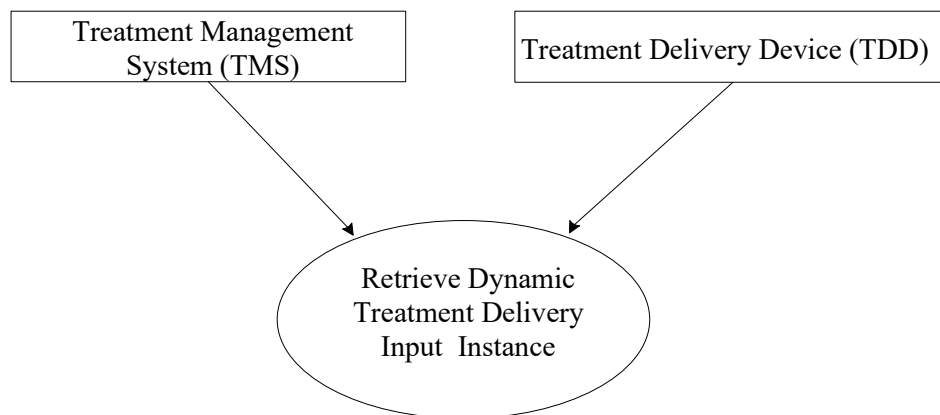 Treatment Management
System (TMS)
Treatment Delivery Device (TDD)
Retrieve Dynamic
Treatment Delivery
Input  Instance